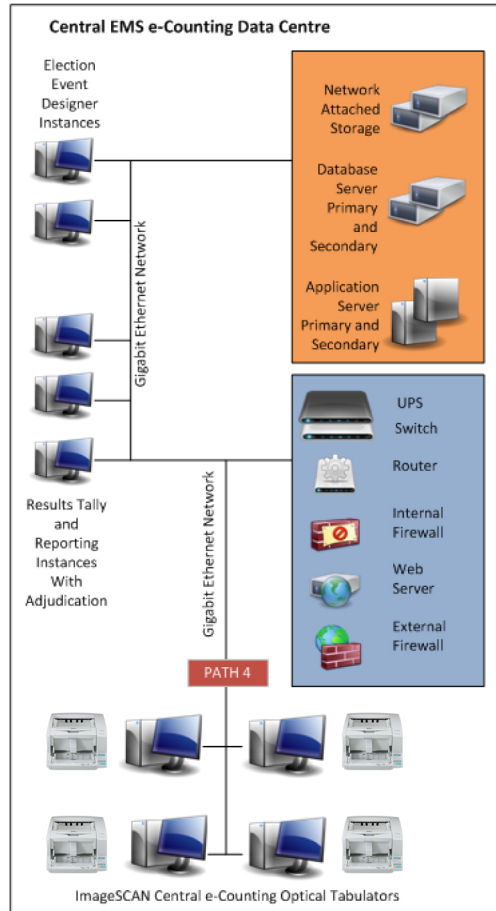 Central EMS e-Counting Data Centre
Election
Event
Designer
Instances
Network
Attached
Storage
Database
Server
Primary
and
Secondary
Application
Server
Primary and
Secondary
Gigabit Ethernet Network
UPS
Switch
Router
Internal
Firewall
Web
Server
External
Firewall
Results Tally
and
Reporting
Instances
With
Adjudication
Gigabit Ethernet Network
PATH 4
ImageSCAN Central e-Counting Optical Tabulators